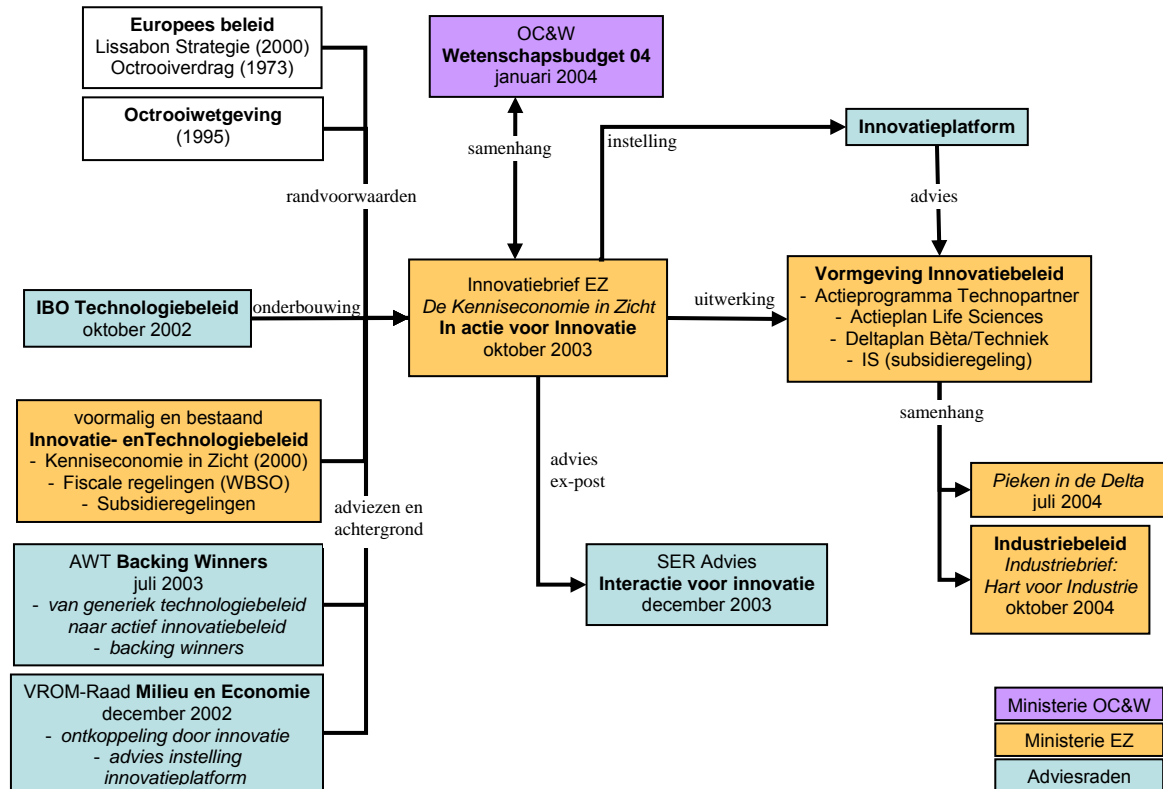 Europees beleid
Lissabon Strategie (2000)
Octrooiverdrag (1973)
Octrooiwetgeving
(1995)
randvoorwaarden
OC&W
Wetenschapsbudget 04
januari 2004
samenhang
instelling
Innovatieplatform
advies
IBO Technologiebeleid
oktober 2002
onderbouwing
Innovatiebrief EZ
De Kenniseconomie in Zicht
In actie voor Innovatie
oktober 2003
uitwerking
Vormgeving Innovatiebeleid
- Actieprogramma Technopartner
- Actieplan Life Sciences
- Deltaplan Bèta/Techniek
- IS (subsidieregeling)
samenhang
voormalig en bestaand
Innovatie- enTechnologiebeleid
- Kenniseconomie in Zicht (2000)
- Fiscale regelingen (WBSO)
- Subsidieregelingen
adviezen en
achtergrond
advies
ex-post
Pieken in de Delta
juli 2004
Industriebeleid
Industriebrief:
Hart voor Industrie
oktober 2004
AWT Backing Winners
juli 2003
- van generiek technologiebeleid
naar actief innovatiebeleid
- backing winners
SER Advies
Interactie voor innovatie
december 2003
VROM-Raad Milieu en Economie
december 2002
- ontkoppeling door innovatie
- advies instelling
innovatieplatform
Ministerie OC&W
Ministerie EZ
Adviesraden